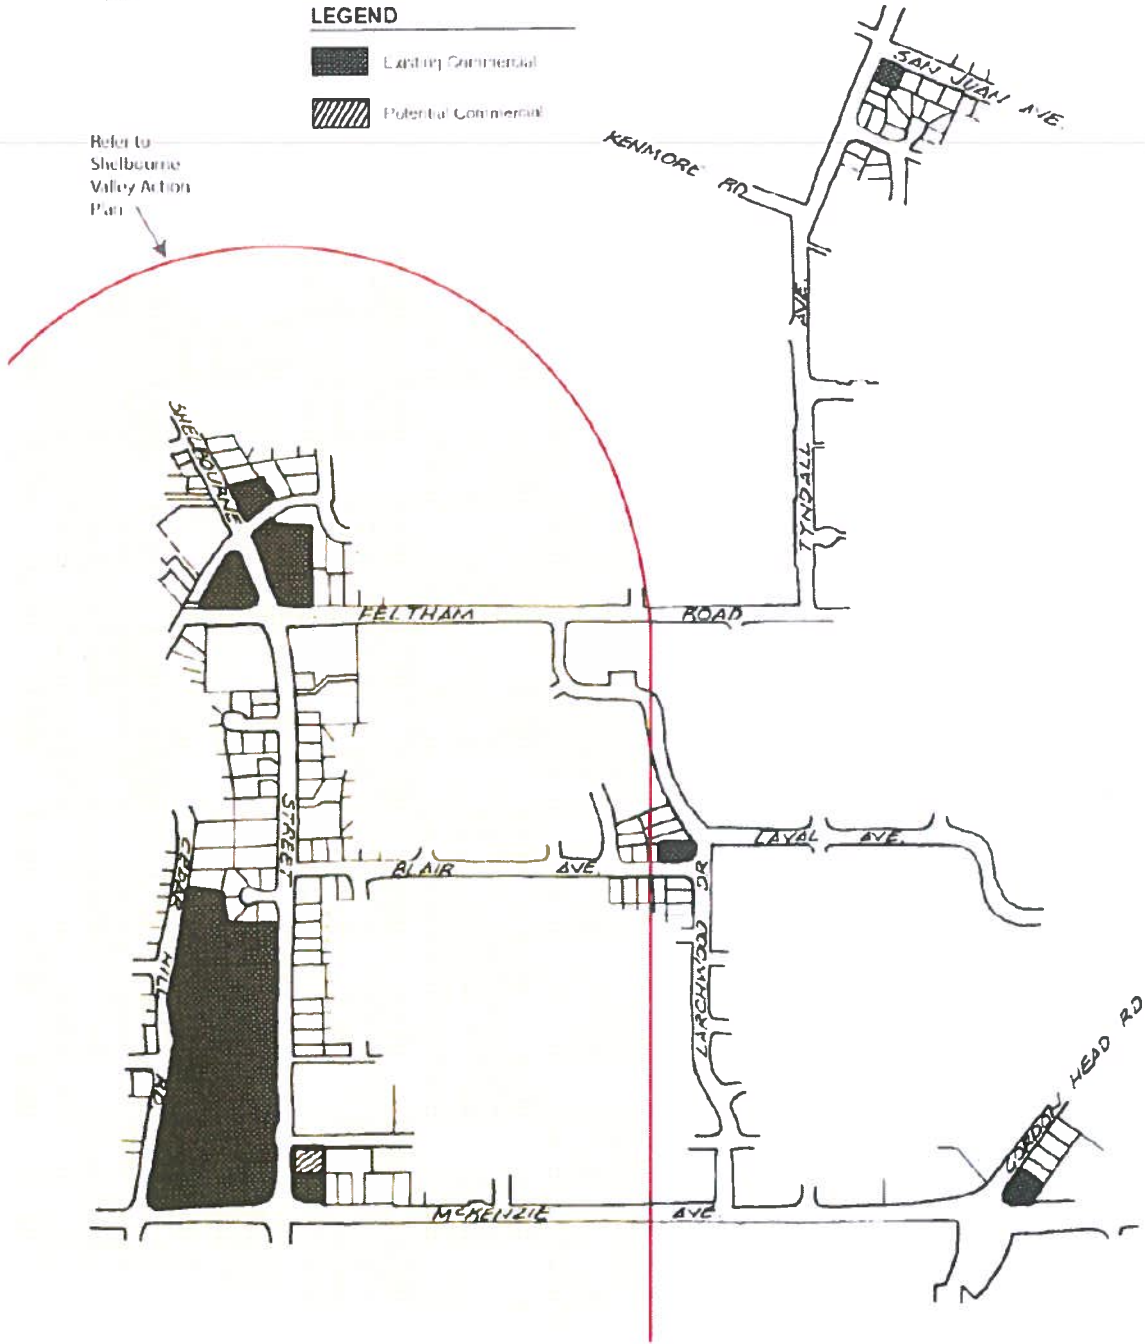 LEGEND
Existing Commercial
Potential Commercial
Refer to
Shelbourne
Valley Action
Plan
SAN JUAN AVE.
KENMORE RD
TYNDALL AVE.
SHELBOURNE STREET
FELTHAM ROAD
CEDAR HILL RD
BLAIR AVE.
LAVAL AVE.
LARCHWOOD DR
GORDON HEAD RD
McKENZIE AVE.